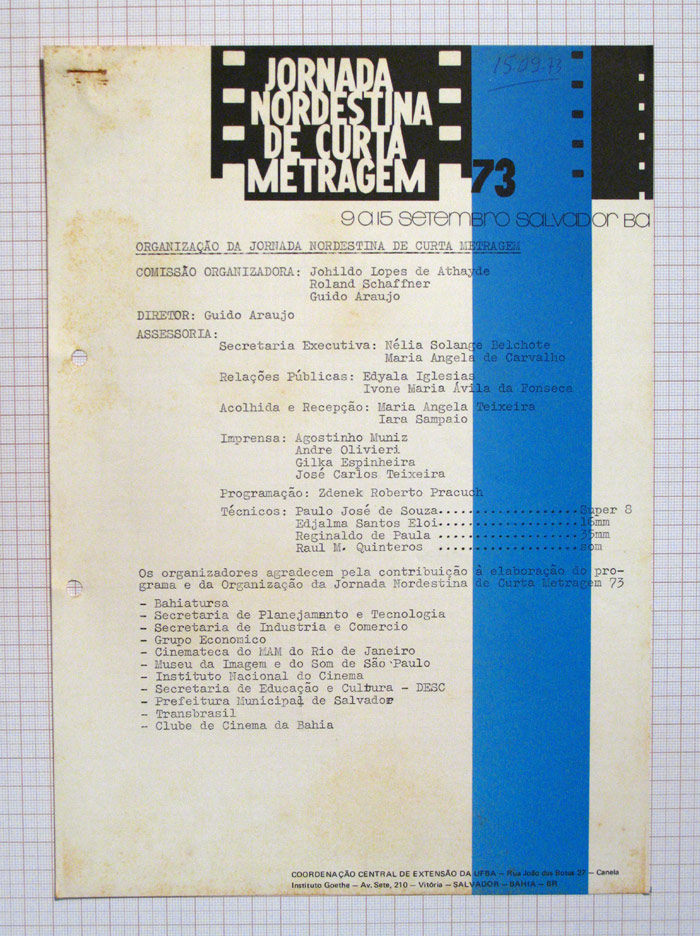 15.09.73
JORNADA
NORDESTINA
DE CURTA
METRAGEM 73
9 a 15 SETEMBRO SALVADOR Ba
ORGANIZAÇÃO DA JORNADA NORDESTINA DE CURTA METRAGEM
COMISSÃO ORGANIZADORA: Johildo Lopes de Athayde
Roland Schaffner
Guido Araujo
DIRETOR: Guido Araujo
ASSESSORIA:
Secretaria Executiva: Nélia Solange Belchote
Maria Angela de Carvalho
Relações Públicas: Edyala Iglesias
Ivone Maria Ávila da Fonseca
Acolhida e Recepção: Maria Angela Teixeira
Iara Sampaio
Imprensa: Agostinho Muniz
Andre Olivieri
Gilka Espinheira
José Carlos Teixeira
Programação: Zdenek Roberto Pracuch
Técnicos: Paulo José de Souza..................Super 8
Edjalma Santos Eloi..................16mm
Reginaldo de Paula ..................35mm
Raul M. Quinteros ..................som
Os organizadores agradecem pela contribuição à elaboração do pro-
grama e da Organização da Jornada Nordestina de Curta Metragem 73
- Bahiatursa
- Secretaria de Planejamento e Tecnologia
- Secretaria de Industria e Comercio
- Grupo Economico
- Cinemateca do MAM do Rio de Janeiro
- Museu da Imagem e do Som de São Paulo
- Instituto Nacional do Cinema
- Secretaria de Educação e Cultura - DESC
- Prefeitura Municipal de Salvador
- Transbrasil
- Clube de Cinema da Bahia
COORDENAÇÃO CENTRAL DE EXTENSÃO DA UFBA – Rua João das Botas 27 – Canela
Instituto Goethe – Av. Sete, 210 – Vitória – SALVADOR – BAHIA – BR